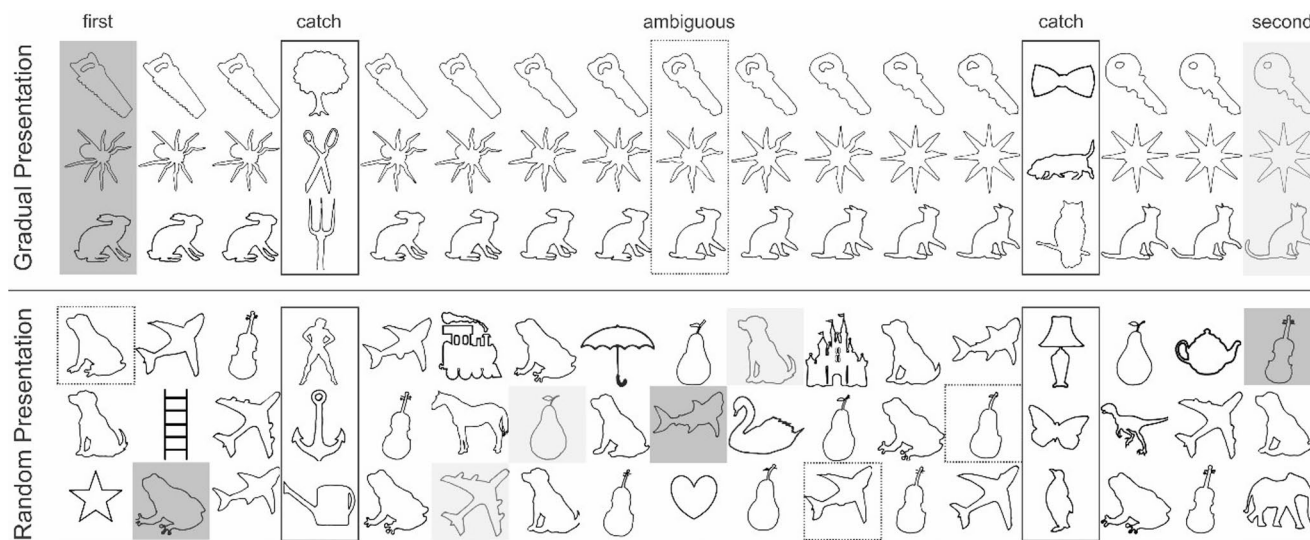 first catch ambiguous catch second
Gradual Presentation
Random Presentation